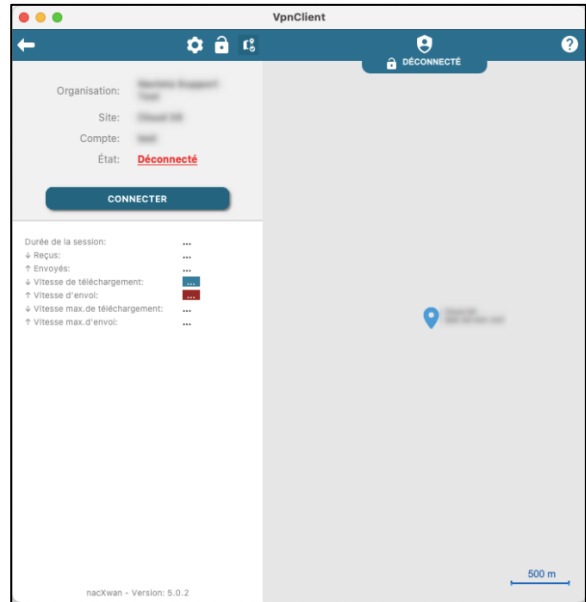 VpnClient
DÉCONNECTÉ
Organisation:
Site:
Compte:
État: Déconnecté
CONNECTER
Durée de la session: ...
↓ Reçus: ...
↑ Envoyés: ...
↓ Vitesse de téléchargement: ...
↑ Vitesse d'envoi: ...
↓ Vitesse max.de téléchargement: ...
↑ Vitesse max.d'envoi: ...
500 m
nacXwan - Version: 5.0.2